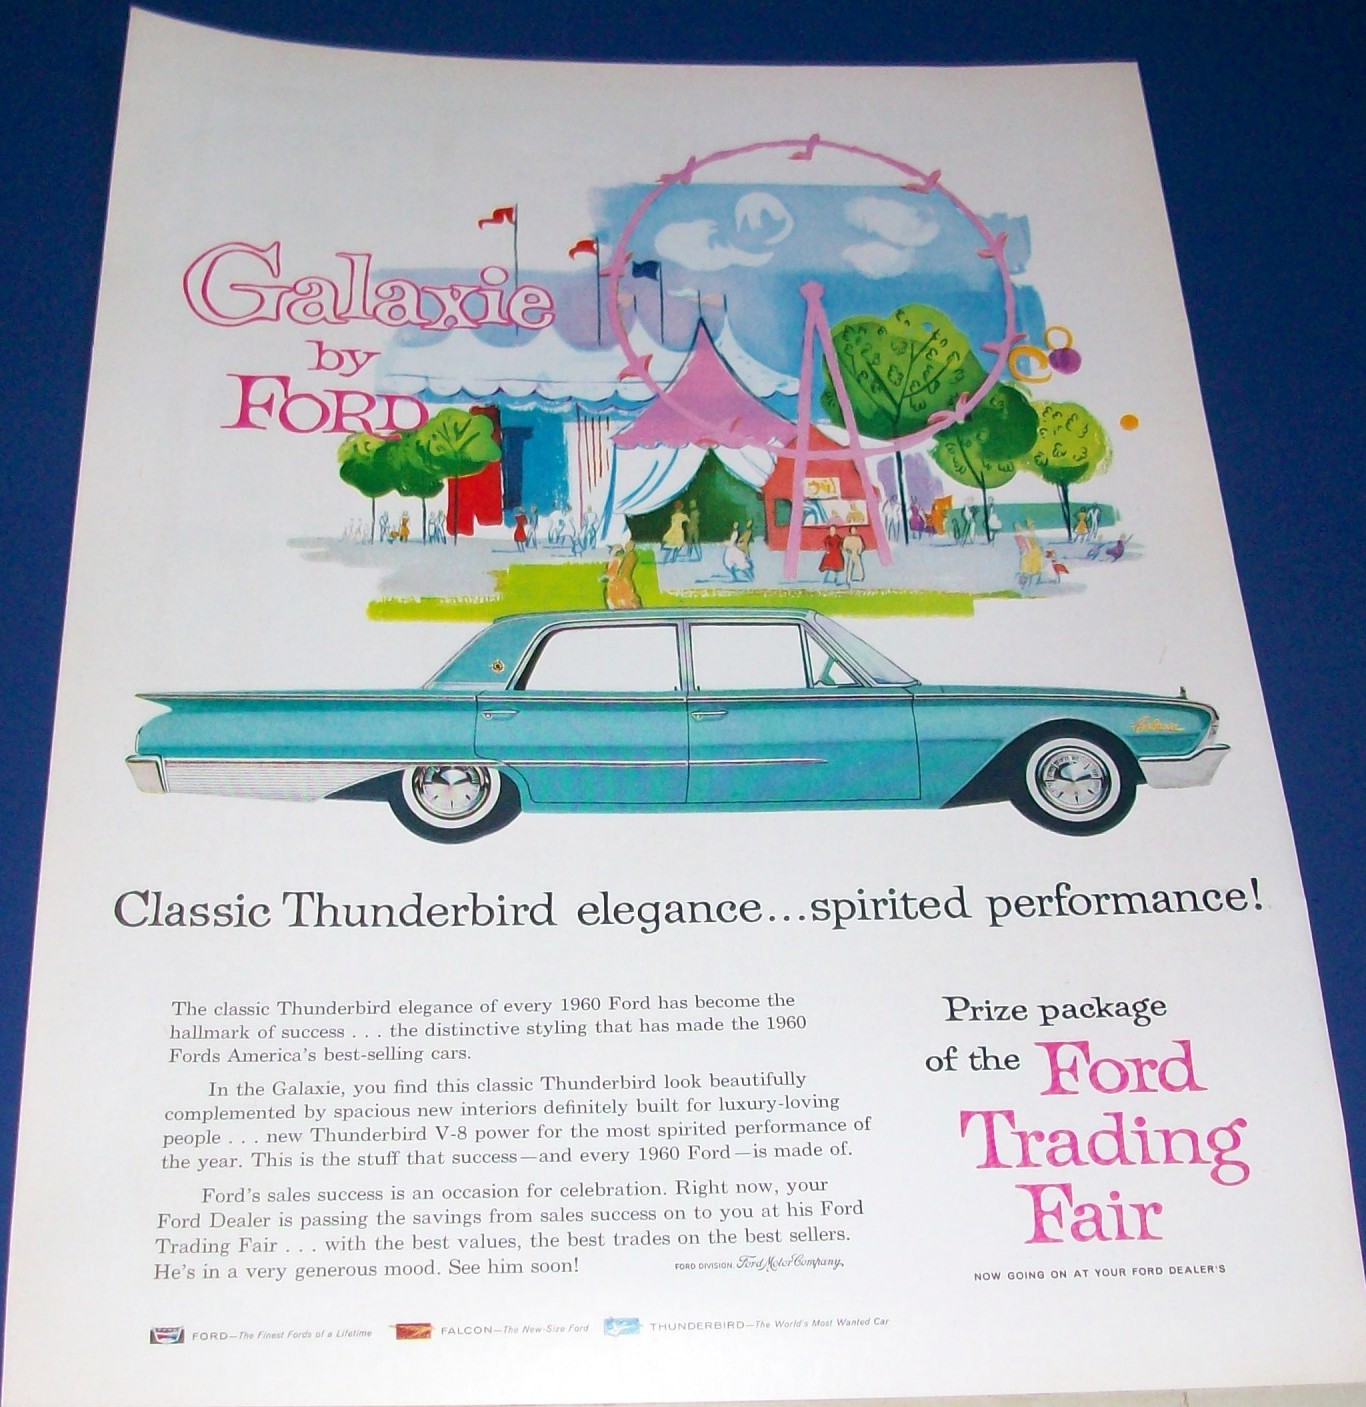 Galaxie
by
FORD
Classic Thunderbird elegance...spirited performance!
The classic Thunderbird elegance of every 1960 Ford has become the
hallmark of success . . . the distinctive styling that has made the 1960
Fords America's best-selling cars.
In the Galaxie, you find this classic Thunderbird look beautifully
complemented by spacious new interiors definitely built for luxury-loving
people . . . new Thunderbird V-8 power for the most spirited performance of
the year. This is the stuff that success—and every 1960 Ford—is made of.
Ford's sales success is an occasion for celebration. Right now, your
Ford Dealer is passing the savings from sales success on to you at his Ford
Trading Fair . . . with the best values, the best trades on the best sellers.
He's in a very generous mood. See him soon!
FORD DIVISION Ford Motor Company,
Prize package
of the Ford
Trading
Fair
NOW GOING ON AT YOUR FORD DEALER'S
FORD—The Finest Fords of a Lifetime FALCON—The New-Size Ford THUNDERBIRD—The World's Most Wanted Car